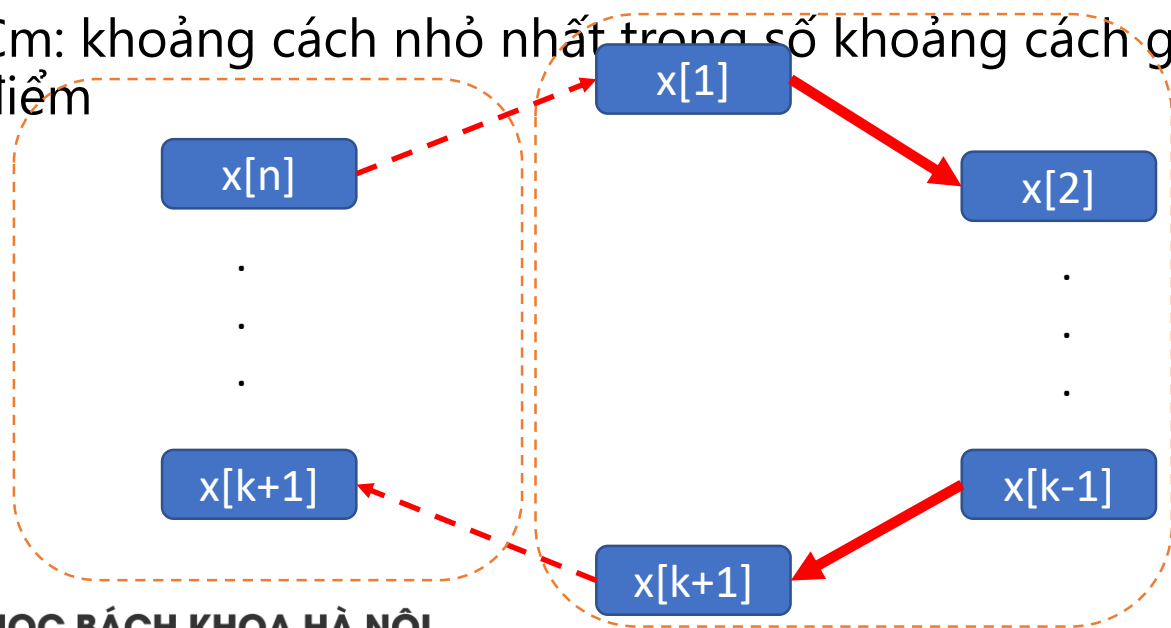 Cm: khoảng cách nhỏ nhất trong số khoảng cách
điểm
x[1]
x[n]
x[2]
.
.
.
.
.
.
x[k+1]
x[k-1]
x[k+1]
BÁCH KHOA HÀ NỘI